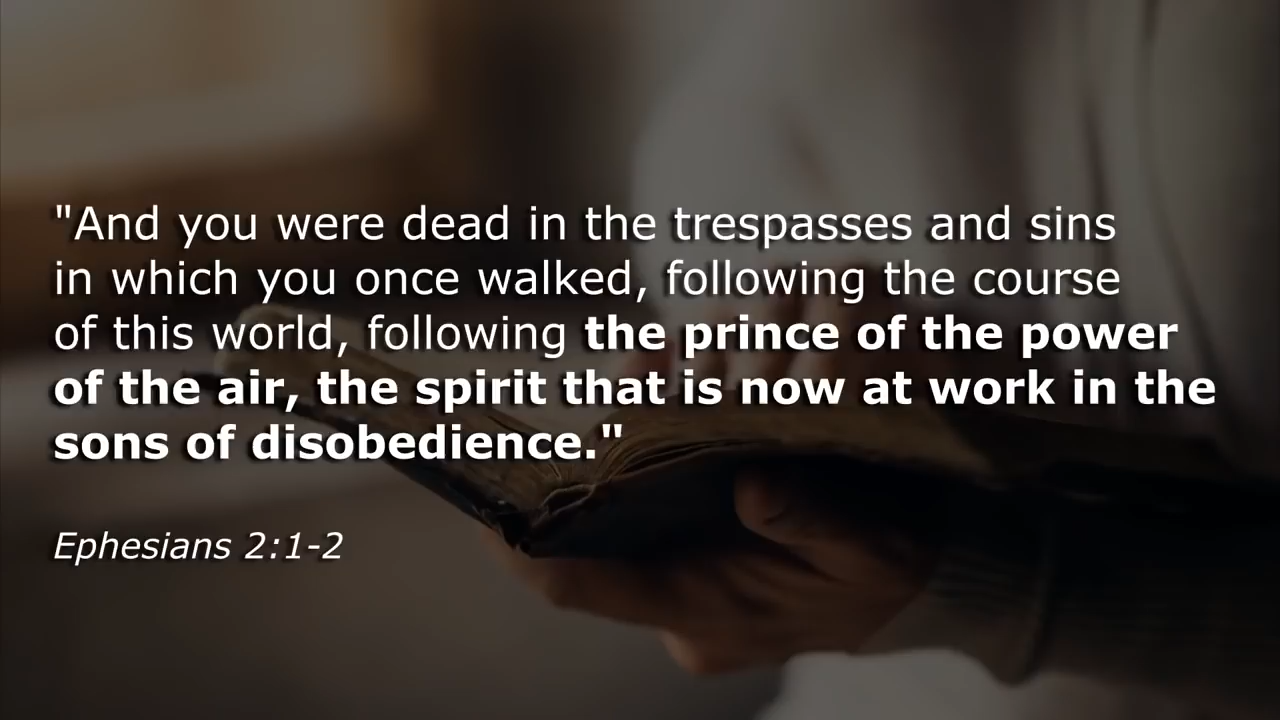 "And you were dead in the trespasses and sins
in which you once walked, following the course
of this world, following the prince of the power
of the air, the spirit that is now at work in the
sons of disobedience."
Ephesians 2:1-2